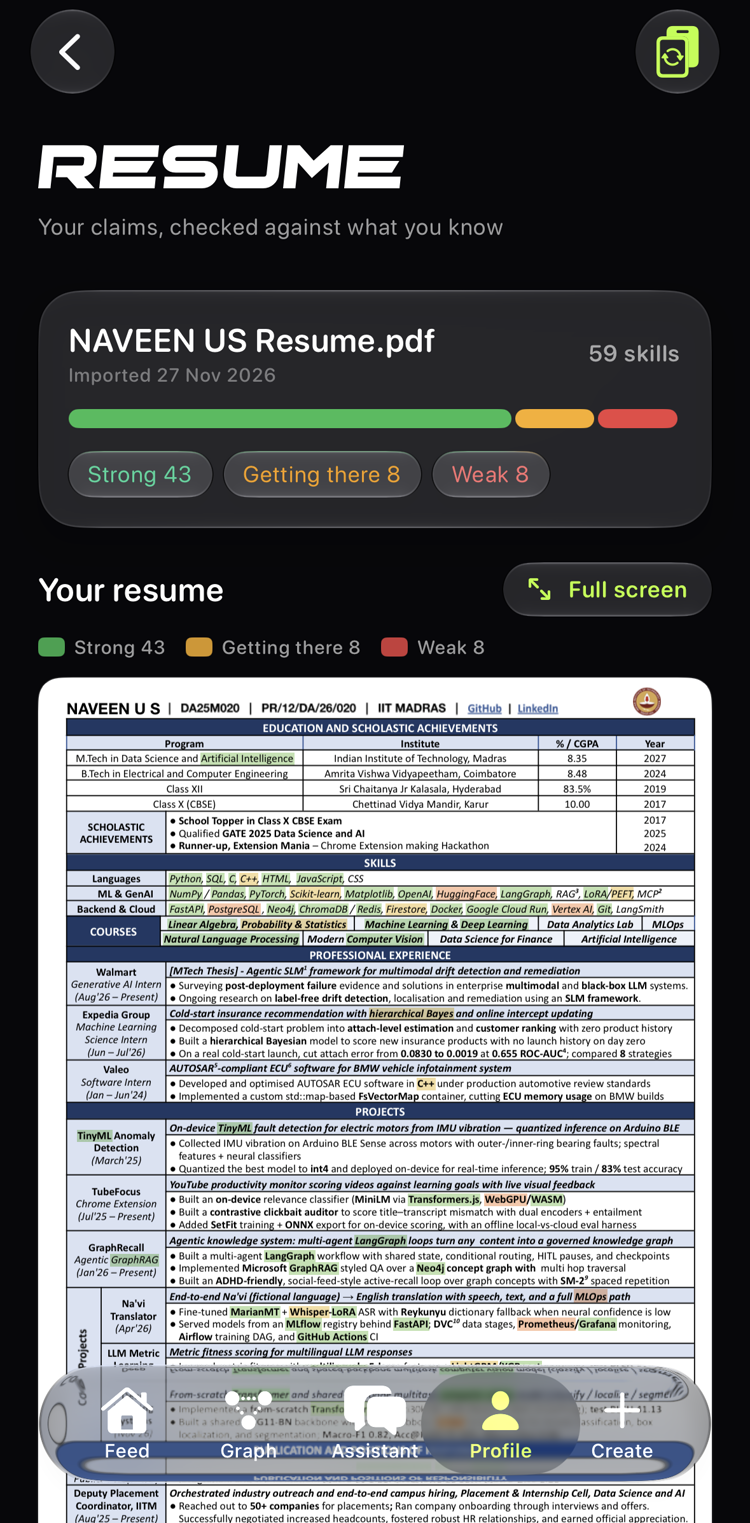 RESUME
Your claims, checked against what you know
NAVEEN US Resume.pdf
59 skills
Imported 27 Nov 2026
Strong 43
Getting there 8
Weak 8
Your resume
Full screen
Strong 43
Getting there 8
Weak 8
NAVEEN U S | DA25M020 | PR/12/DA/26/020 | IIT MADRAS | GitHub | LinkedIn
EDUCATION AND SCHOLASTIC ACHIEVEMENTS
Program Institute % / CGPA Year
M.Tech in Data Science and Artificial Intelligence Indian Institute of Technology, Madras 8.35 2027
B.Tech in Electrical and Computer Engineering Amrita Vishwa Vidyapeetham, Coimbatore 8.48 2024
Class XII Sri Chaitanya Jr Kalasala, Hyderabad 83.5% 2019
Class X (CBSE) Chettinad Vidya Mandir, Karur 10.00 2017
SCHOLASTIC ACHIEVEMENTS
● School Topper in Class X CBSE Exam 2017
● Qualified GATE 2025 Data Science and AI 2025
● Runner-up, Extension Mania – Chrome Extension making Hackathon 2024
SKILLS
Languages Python, SQL, C, C++, HTML, JavaScript, CSS
ML & GenAI NumPy / Pandas, PyTorch, Scikit-learn, Matplotlib, OpenAI, HuggingFace, LangGraph, RAG³, LoRA/PEFT, MCP²
Backend & Cloud FastAPI, PostgreSQL , Neo4j, ChromaDB / Redis, Firestore, Docker, Google Cloud Run, Vertex AI, Git, LangSmith
COURSES
Linear Algebra, Probability & Statistics Machine Learning & Deep Learning Data Analytics Lab MLOps
Natural Language Processing Modern Computer Vision Data Science for Finance Artificial Intelligence
PROFESSIONAL EXPERIENCE
Walmart
Generative AI Intern
(Aug'26 – Present)
[MTech Thesis] - Agentic SLM¹ framework for multimodal drift detection and remediation
● Surveying post-deployment failure evidence and solutions in enterprise multimodal and black-box LLM systems.
● Ongoing research on label-free drift detection, localisation and remediation using an SLM framework.
Expedia Group
Machine Learning
Science Intern
(Jun – Jul'26)
Cold-start insurance recommendation with hierarchical Bayes and online intercept updating
● Decomposed cold-start problem into attach-level estimation and customer ranking with zero product history
● Built a hierarchical Bayesian model to score new insurance products with no launch history on day zero
● On a real cold-start launch, cut attach error from 0.0830 to 0.0019 at 0.655 ROC-AUC⁴; compared 8 strategies
Valeo
Software Intern
(Jan – Jun'24)
AUTOSAR⁵-compliant ECU⁶ software for BMW vehicle infotainment system
● Developed and optimised AUTOSAR ECU software in C++ under production automotive review standards
● Implemented a custom std::map-based FsVectorMap container, cutting ECU memory usage on BMW builds
PROJECTS
TinyML Anomaly
Detection
(March'25)
On-device TinyML fault detection for electric motors from IMU vibration — quantized inference on Arduino BLE
● Collected IMU vibration on Arduino BLE Sense across motors with outer-/inner-ring bearing faults; spectral
features + neural classifiers
● Quantized the best model to int4 and deployed on-device for real-time inference; 95% train / 83% test accuracy
TubeFocus
Chrome Extension
(Jul'25 – Present)
YouTube productivity monitor scoring videos against learning goals with live visual feedback
● Built an on-device relevance classifier (MiniLM via Transformers.js, WebGPU/WASM)
● Built a contrastive clickbait auditor to score title–transcript mismatch with dual encoders + entailment
● Added SetFit training + ONNX export for on-device scoring, with an offline local-vs-cloud eval harness
GraphRecall
Agentic GraphRAG
(Jan'26 – Present)
Agentic knowledge system: multi-agent LangGraph loops turn any content into a governed knowledge graph
● Built a multi-agent LangGraph workflow with shared state, conditional routing, HITL pauses, and checkpoints
● Implemented Microsoft GraphRAG styled QA over a Neo4j concept graph with multi hop traversal
● Built an ADHD-friendly, social-feed-style active-recall loop over graph concepts with SM-2⁹ spaced repetition
Projects
Na'vi
Translator
(Apr'26)
End-to-end Na'vi (fictional language) → English translation with speech, text, and a full MLOps path
● Fine-tuned MarianMT + Whisper-LoRA ASR with Reykunyu dictionary fallback when neural confidence is low
● Served models from an MLflow registry behind FastAPI; DVC¹⁰ data stages, Prometheus/Grafana monitoring,
Airflow training DAG, and GitHub Actions CI
LLM Metric
Metric fitness scoring for multilingual LLM responses
Feed
Graph
Assistant
Profile
Create
Deputy Placement
Coordinator, IITM
(Aug'25 – Present)
Orchestrated industry outreach and end-to-end campus hiring, Placement & Internship Cell, Data Science and AI
● Reached out to 50+ companies for placements; Ran company onboarding through interviews and offers.
Successfully negotiated increased headcounts, fostered robust HR relationships, and earned official appreciation.